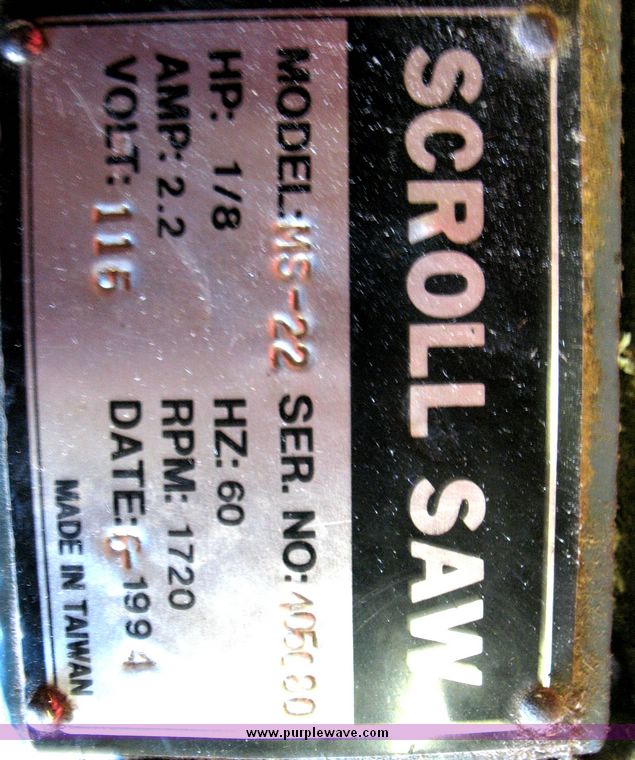 SCROLL SAW
MODEL: MS-22 SER. NO: 405080
HP: 1/8 HZ: 60
AMP: 2.2 RPM: 1720
VOLT: 115 DATE: 6-1994
MADE IN TAIWAN
www.purplewave.com